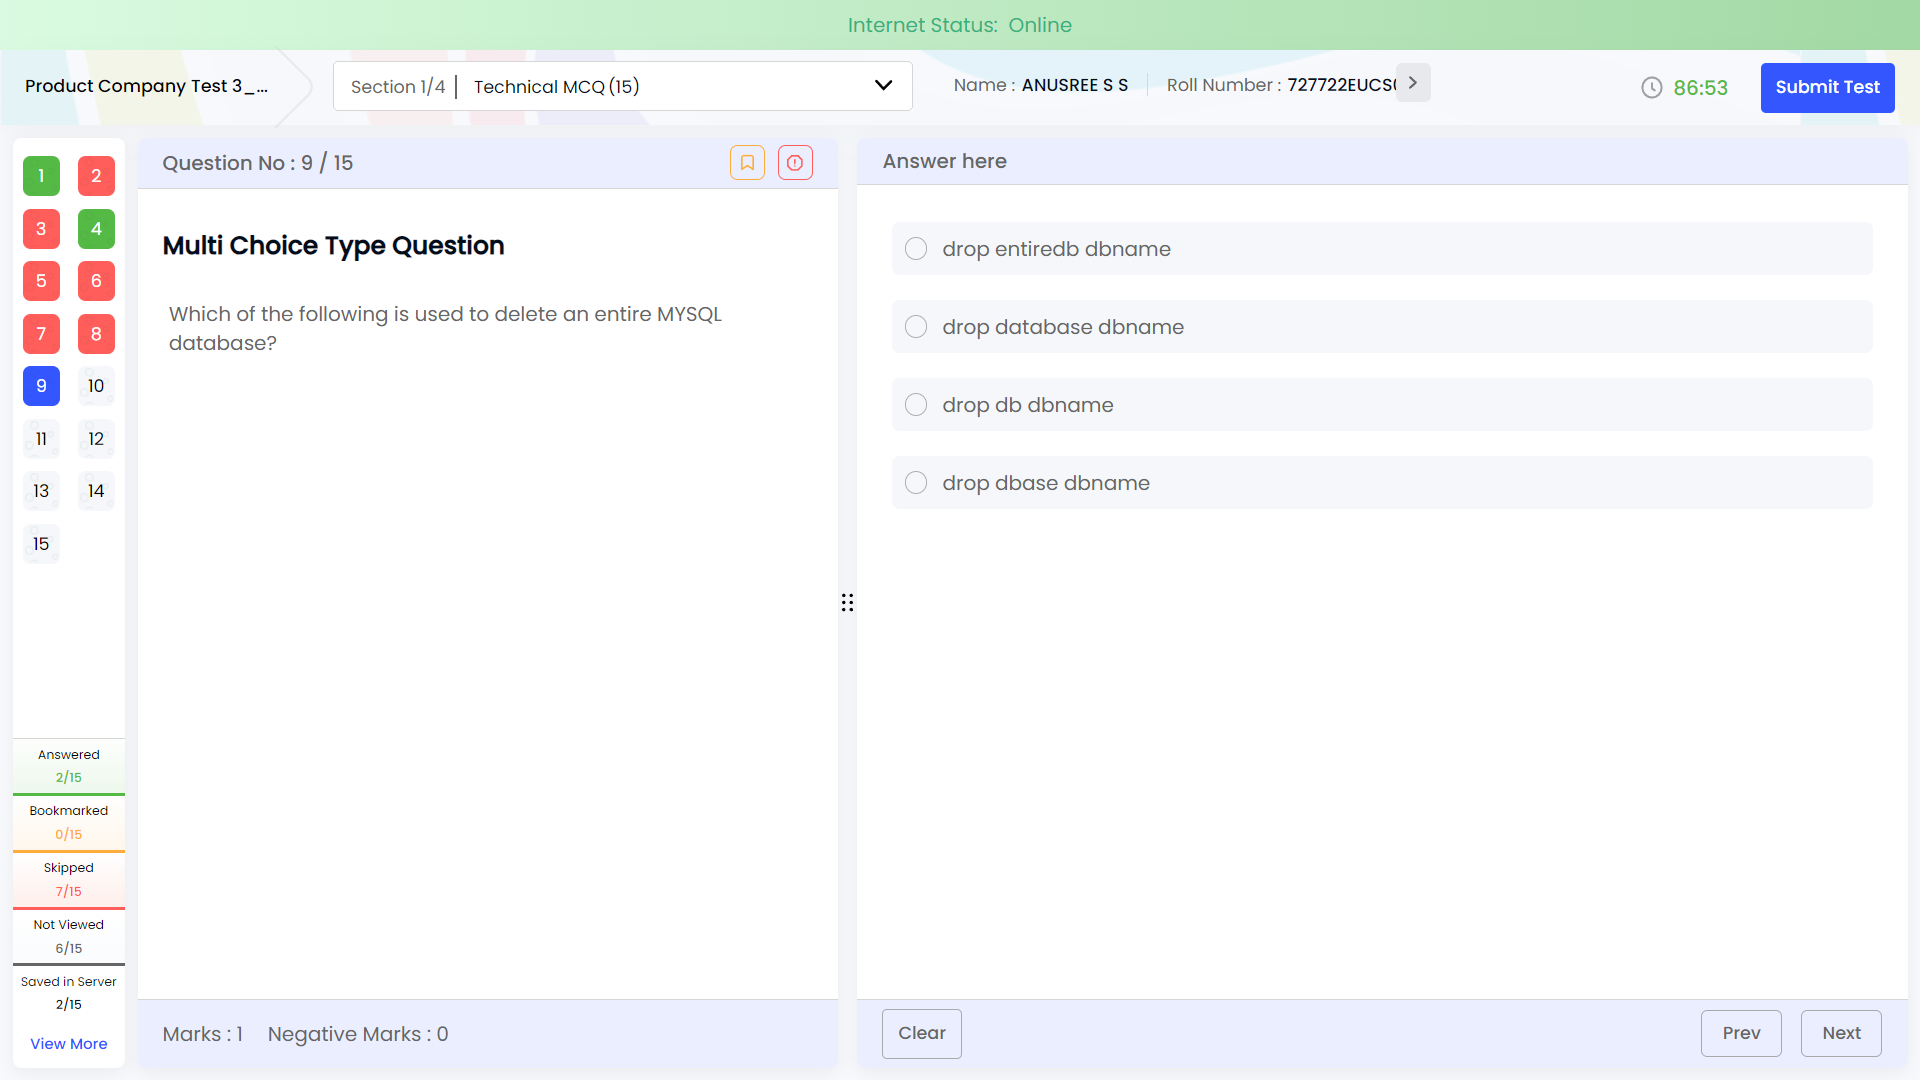 Internet Status: Online
Product Company Test 3_...
Section 1/4 | Technical MCQ (15)
Name : ANUSREE S S
Roll Number : 727722EUCS
86:53
Submit Test
1 2
3 4
5 6
7 8
9 10
11 12
13 14
15
Answered
2/15
Bookmarked
0/15
Skipped
7/15
Not Viewed
6/15
Saved in Server
2/15
View More
Question No : 9 / 15
Multi Choice Type Question
Which of the following is used to delete an entire MYSQL
database?
Marks : 1 Negative Marks : 0
Answer here
drop entiredb dbname
drop database dbname
drop db dbname
drop dbase dbname
Clear
Prev
Next